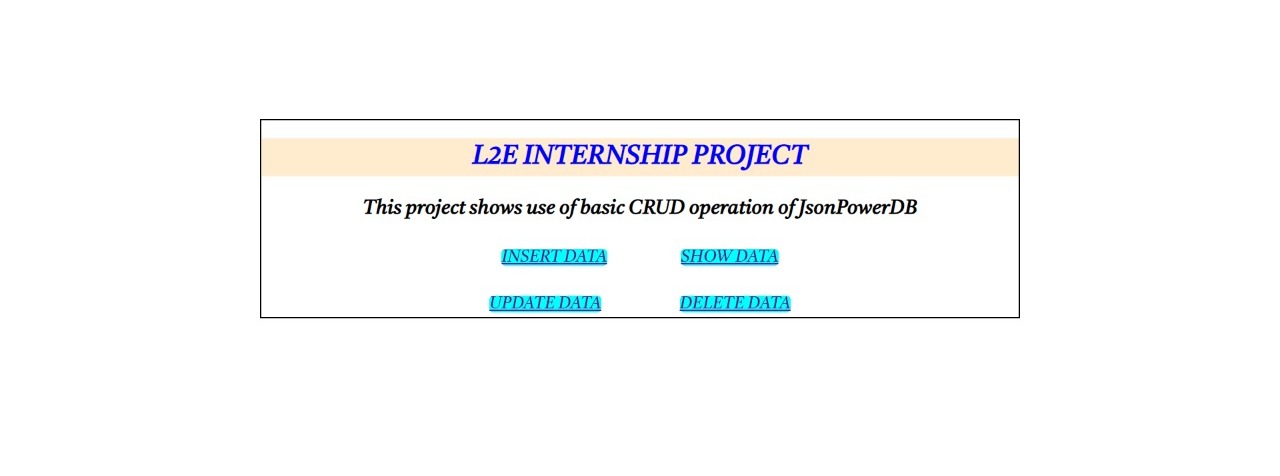 L2E INTERNSHIP PROJECT
This project shows use of basic CRUD operation of JsonPowerDB
INSERT DATA SHOW DATA
UPDATE DATA DELETE DATA